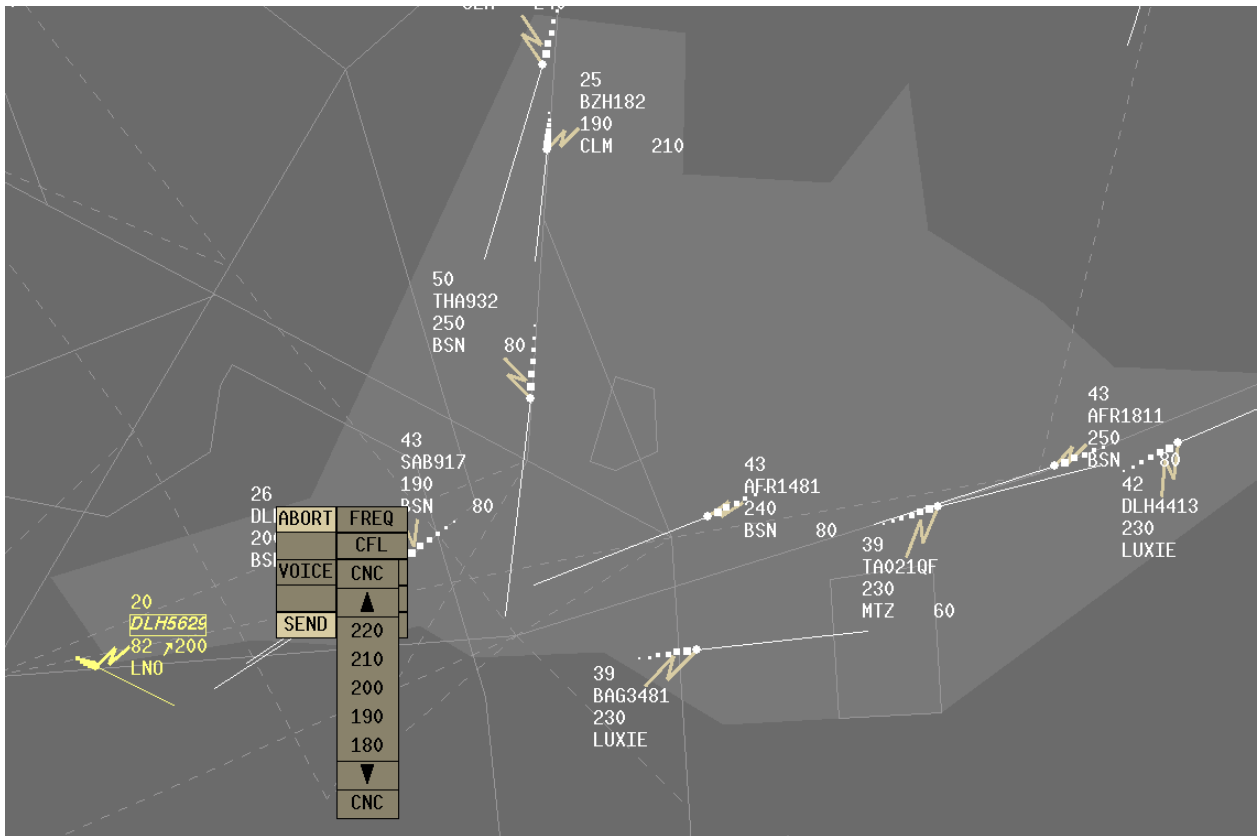 25
BZH182
190
CLM 210
50
THA932
250
BSN 80
43
SAB917
190
BSN 80
43
AFR1481
240
BSN 80
43
AFR1811
250
BSN 80
42
DLH4413
230
LUXIE
39
TA021QF
230
MTZ 60
39
BAG3481
230
LUXIE
26
20
DLH5629
82 ↗200
LNO
ABORT
VOICE
SEND
FREQ
CFL
CNC
▲
220
210
200
190
180
▼
CNC